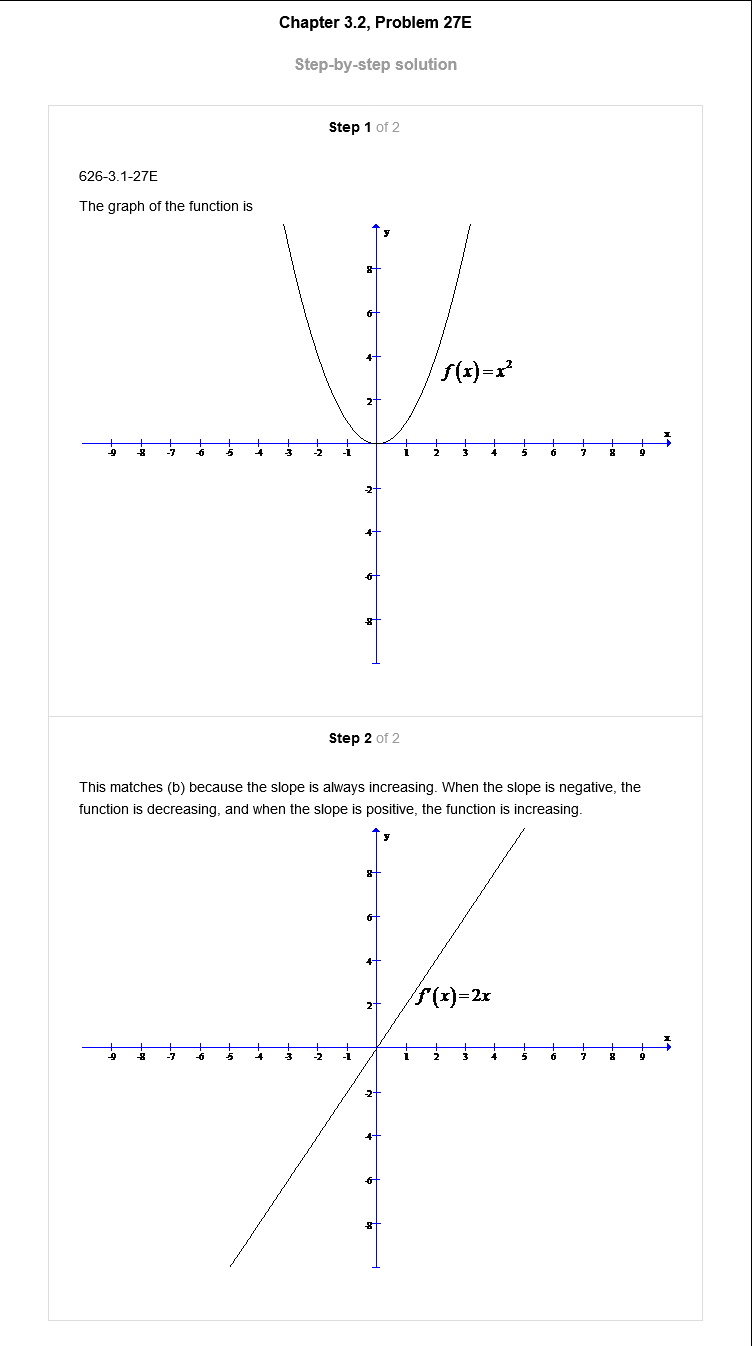 Chapter 3.2, Problem 27E
Step-by-step solution
Step 1 of 2
626-3.1-27E
The graph of the function is
y
8
6
4
f(x)=x²
2
x
-9 -8 -7 -6 -5 -4 -3 -2 -1 1 2 3 4 5 6 7 8 9
-2
-4
-6
-8
Step 2 of 2
This matches (b) because the slope is always increasing. When the slope is negative, the
function is decreasing, and when the slope is positive, the function is increasing.
y
8
6
4
f'(x)=2x
2
x
-9 -8 -7 -6 -5 -4 -3 -2 -1 1 2 3 4 5 6 7 8 9
-2
-4
-6
-8